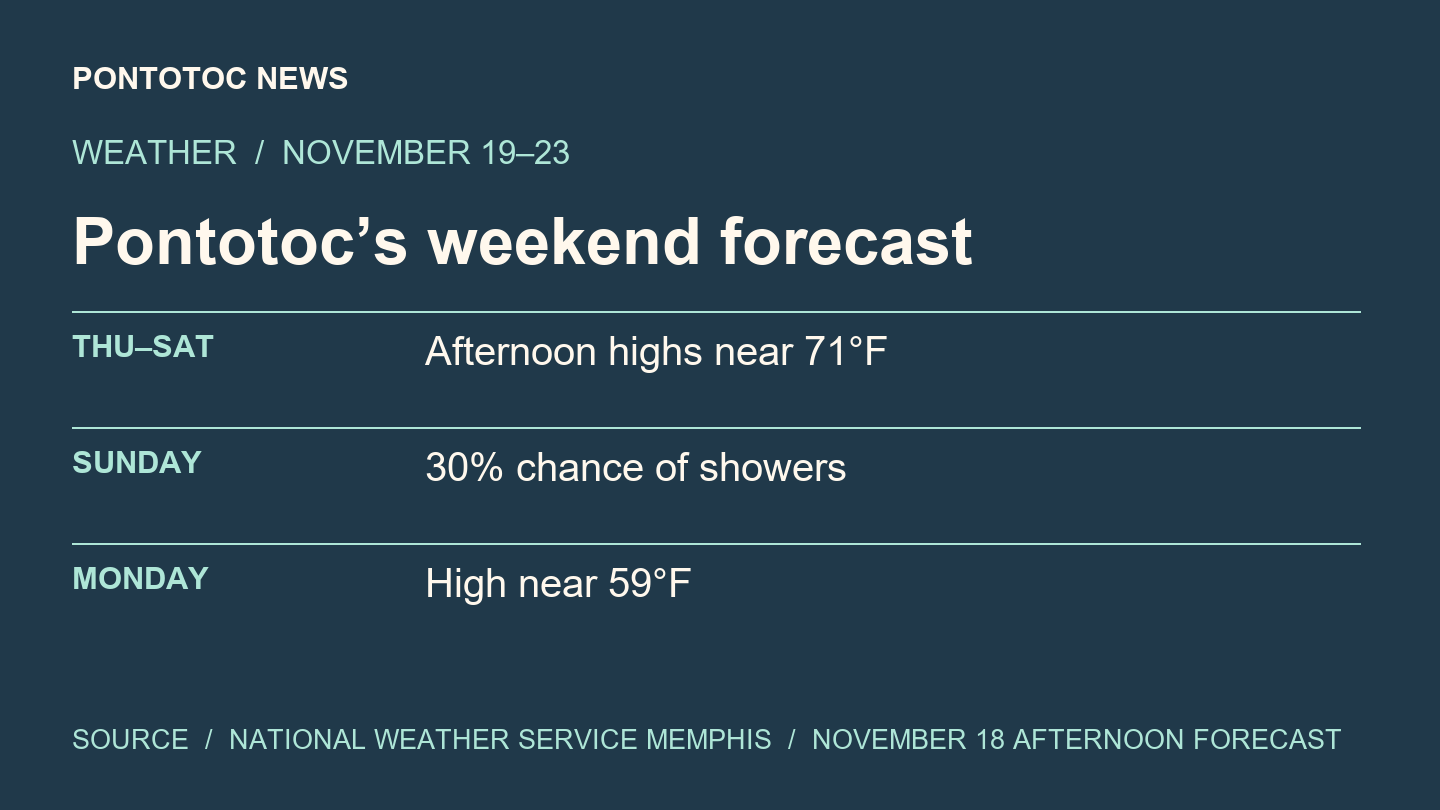 PONTOTOC NEWS
WEATHER / NOVEMBER 19–23
Pontotoc’s weekend forecast
THU–SAT Afternoon highs near 71°F
SUNDAY 30% chance of showers
MONDAY High near 59°F
SOURCE / NATIONAL WEATHER SERVICE MEMPHIS / NOVEMBER 18 AFTERNOON FORECAST